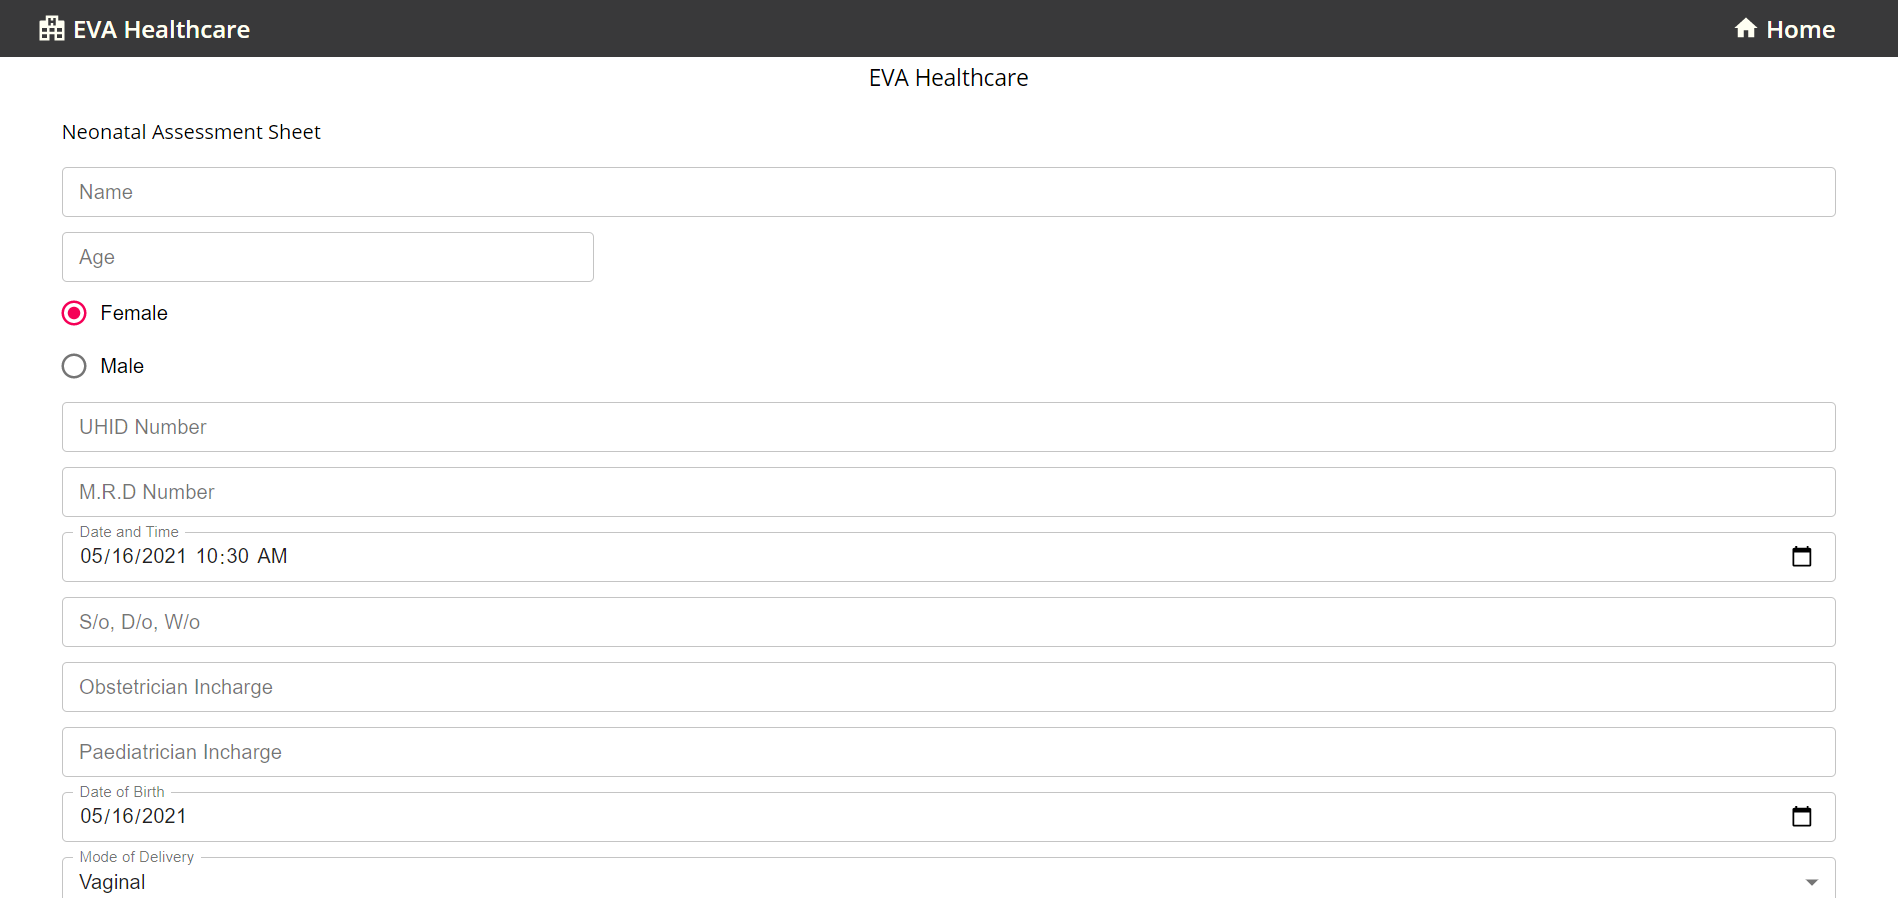 EVA Healthcare
Home
EVA Healthcare
Neonatal Assessment Sheet
Name
Age
Female
Male
UHID Number
M.R.D Number
Date and Time
05/16/2021 10:30 AM
S/o, D/o, W/o
Obstetrician Incharge
Paediatrician Incharge
Date of Birth
05/16/2021
Mode of Delivery
Vaginal